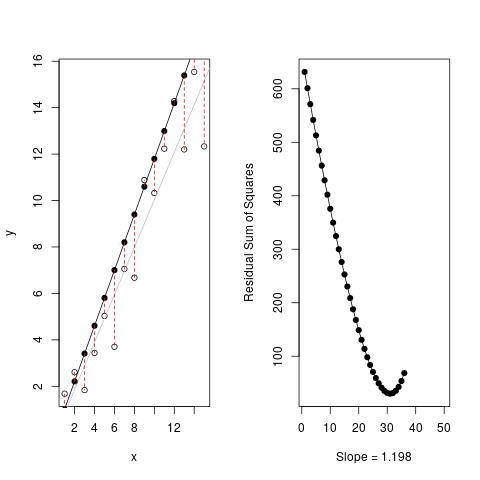 y
2 4 6 8 10 12 14 16
2 4 6 8 12
x
Residual Sum of Squares
100 200 300 400 500 600
0 10 20 30 40 50
Slope = 1.198